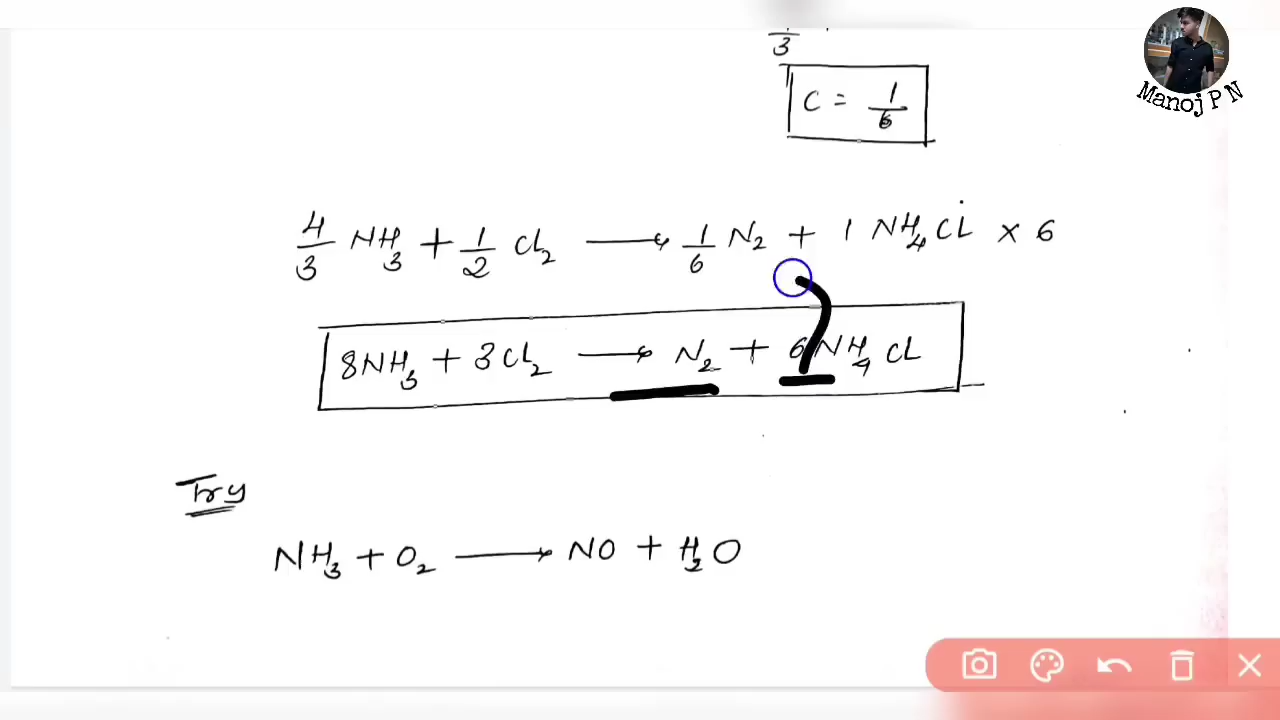 3
Manoj P N
C = 1/6
4/3 NH₃ + 1/2 Cl₂ ⟶ 1/6 N₂ + 1 NH₄Cl × 6
8NH₃ + 3Cl₂ ⟶ N₂ + 6NH₄Cl
Try
NH₃ + O₂ ⟶ NO + H₂O